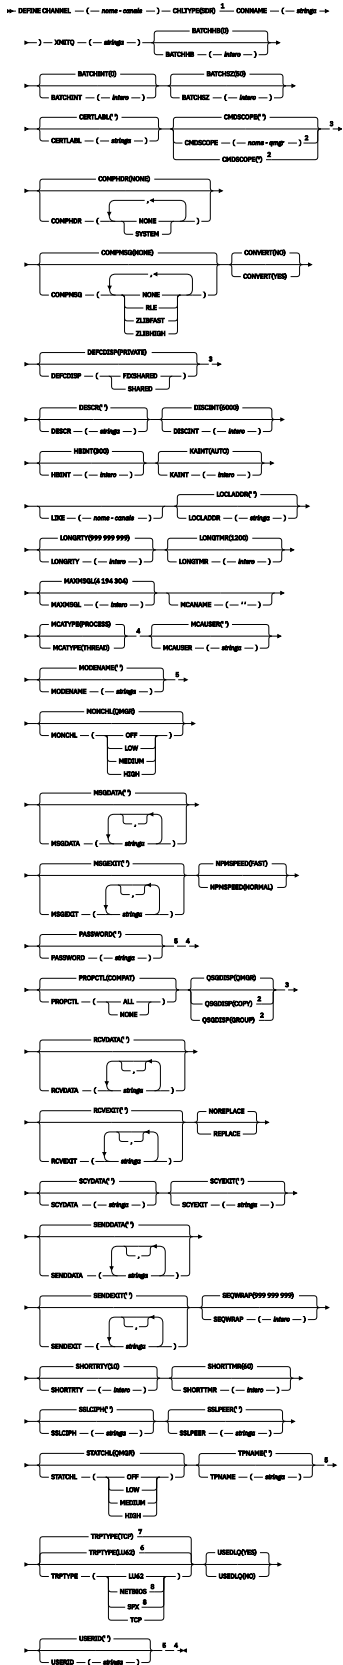 DEFINE CHANNEL ( nome - canale ) CHLTYPE(SDR) 1 CONNAME ( stringa
) XMITQ ( stringa ) BATCHHB(0)
BATCHHB ( intero )
BATCHINT(0) BATCHSZ(50)
BATCHINT ( intero ) BATCHSZ ( intero )
CERTLABL(' ') CMDSCOPE(' ') 3
CERTLABL ( stringa ) CMDSCOPE ( nome - qmgr ) 2
CMDSCOPE(*) 2
COMPHDR(NONE)
,
COMPHDR ( NONE )
SYSTEM
COMPMSG(NONE) CONVERT(NO)
, CONVERT(YES)
COMPMSG ( NONE )
RLE
ZLIBFAST
ZLIBHIGH
DEFCDISP(PRIVATE) 3
DEFCDISP ( FIXSHARED )
SHARED
DESCR(' ') DISCINT(6000)
DESCR ( stringa ) DISCINT ( intero )
HBINT(300) KAINT(AUTO)
HBINT ( intero ) KAINT ( intero )
LOCLADDR(' ')
LIKE ( nome - canale ) LOCLADDR ( stringa )
LONGRTY(999 999 999) LONGTMR(1200)
LONGRTY ( intero ) LONGTMR ( intero )
MAXMSGL(4 194 304)
MAXMSGL ( intero ) MCANAME ( ' ' )
MCATYPE(PROCESS) 4 MCAUSER(' ')
MCATYPE(THREAD) MCAUSER ( stringa )
MODENAME(' ') 5
MODENAME ( stringa )
MONCHL(QMGR)
MONCHL ( OFF )
LOW
MEDIUM
HIGH
MSGDATA(' ')
,
MSGDATA ( stringa )
MSGEXIT(' ') NPMSPEED(FAST)
, NPMSPEED(NORMAL)
MSGEXIT ( stringa )
PASSWORD(' ') 5 4
PASSWORD ( stringa )
PROPCTL(COMPAT) QSGDISP(QMGR) 3
PROPCTL ( ALL ) QSGDISP(COPY) 2
NONE QSGDISP(GROUP) 2
RCVDATA(' ')
,
RCVDATA ( stringa )
RCVEXIT(' ') NOREPLACE
, REPLACE
RCVEXIT ( stringa )
SCYDATA(' ') SCYEXIT(' ')
SCYDATA ( stringa ) SCYEXIT ( stringa )
SENDDATA(' ')
,
SENDDATA ( stringa )
SENDEXIT(' ') SEQWRAP(999 999 999)
, SEQWRAP ( intero )
SENDEXIT ( stringa )
SHORTRTY(10) SHORTTMR(60)
SHORTRTY ( intero ) SHORTTMR ( intero )
SSLCIPH(' ') SSLPEER(' ')
SSLCIPH ( stringa ) SSLPEER ( stringa )
STATCHL(QMGR) TPNAME(' ') 5
STATCHL ( OFF ) TPNAME ( stringa )
LOW
MEDIUM
HIGH
TRPTYPE(TCP) 7
TRPTYPE(LU62) 6 USEDLQ(YES)
TRPTYPE ( LU62 ) USEDLQ(NO)
NETBIOS 8
SPX 8
TCP
USERID(' ') 5 4
USERID ( stringa )